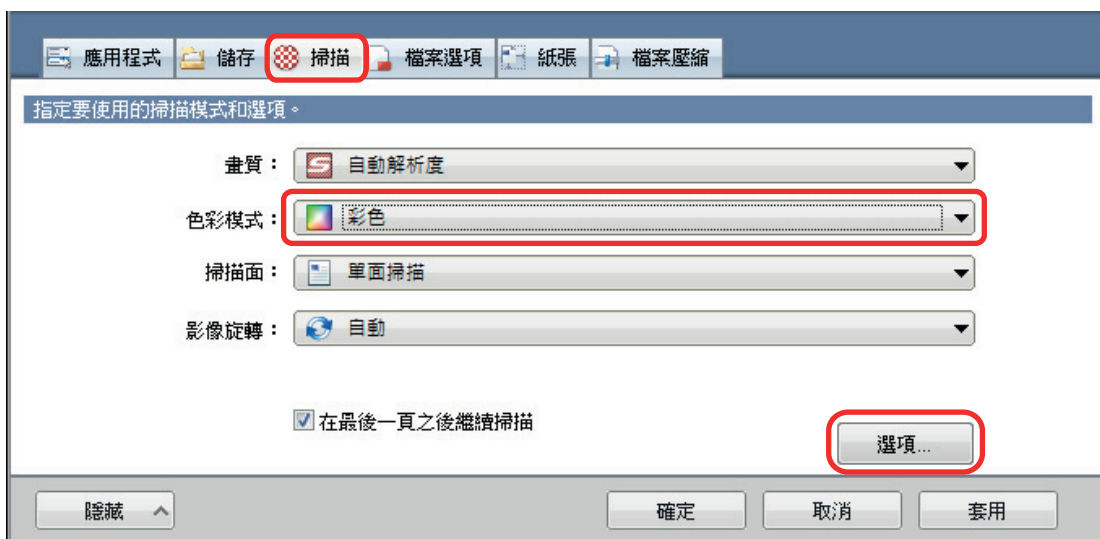 應用程式 儲存 掃描 檔案選項 紙張 檔案壓縮
指定要使用的掃描模式和選項。
畫質： 自動解析度
色彩模式： 彩色
掃描面： 單面掃描
影像旋轉： 自動
在最後一頁之後繼續掃描
選項...
隱藏 確定 取消 套用